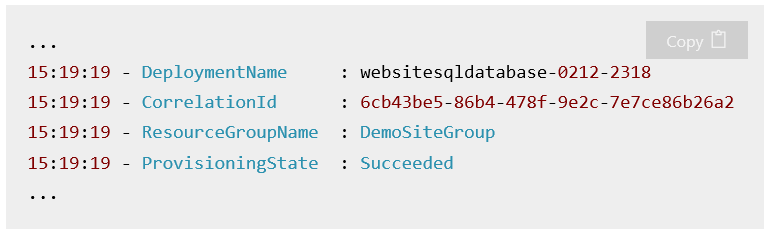 Copy
...
15:19:19 - DeploymentName     : websitesqldatabase-0212-2318
15:19:19 - CorrelationId      : 6cb43be5-86b4-478f-9e2c-7e7ce86b26a2
15:19:19 - ResourceGroupName  : DemoSiteGroup
15:19:19 - ProvisioningState  : Succeeded
...